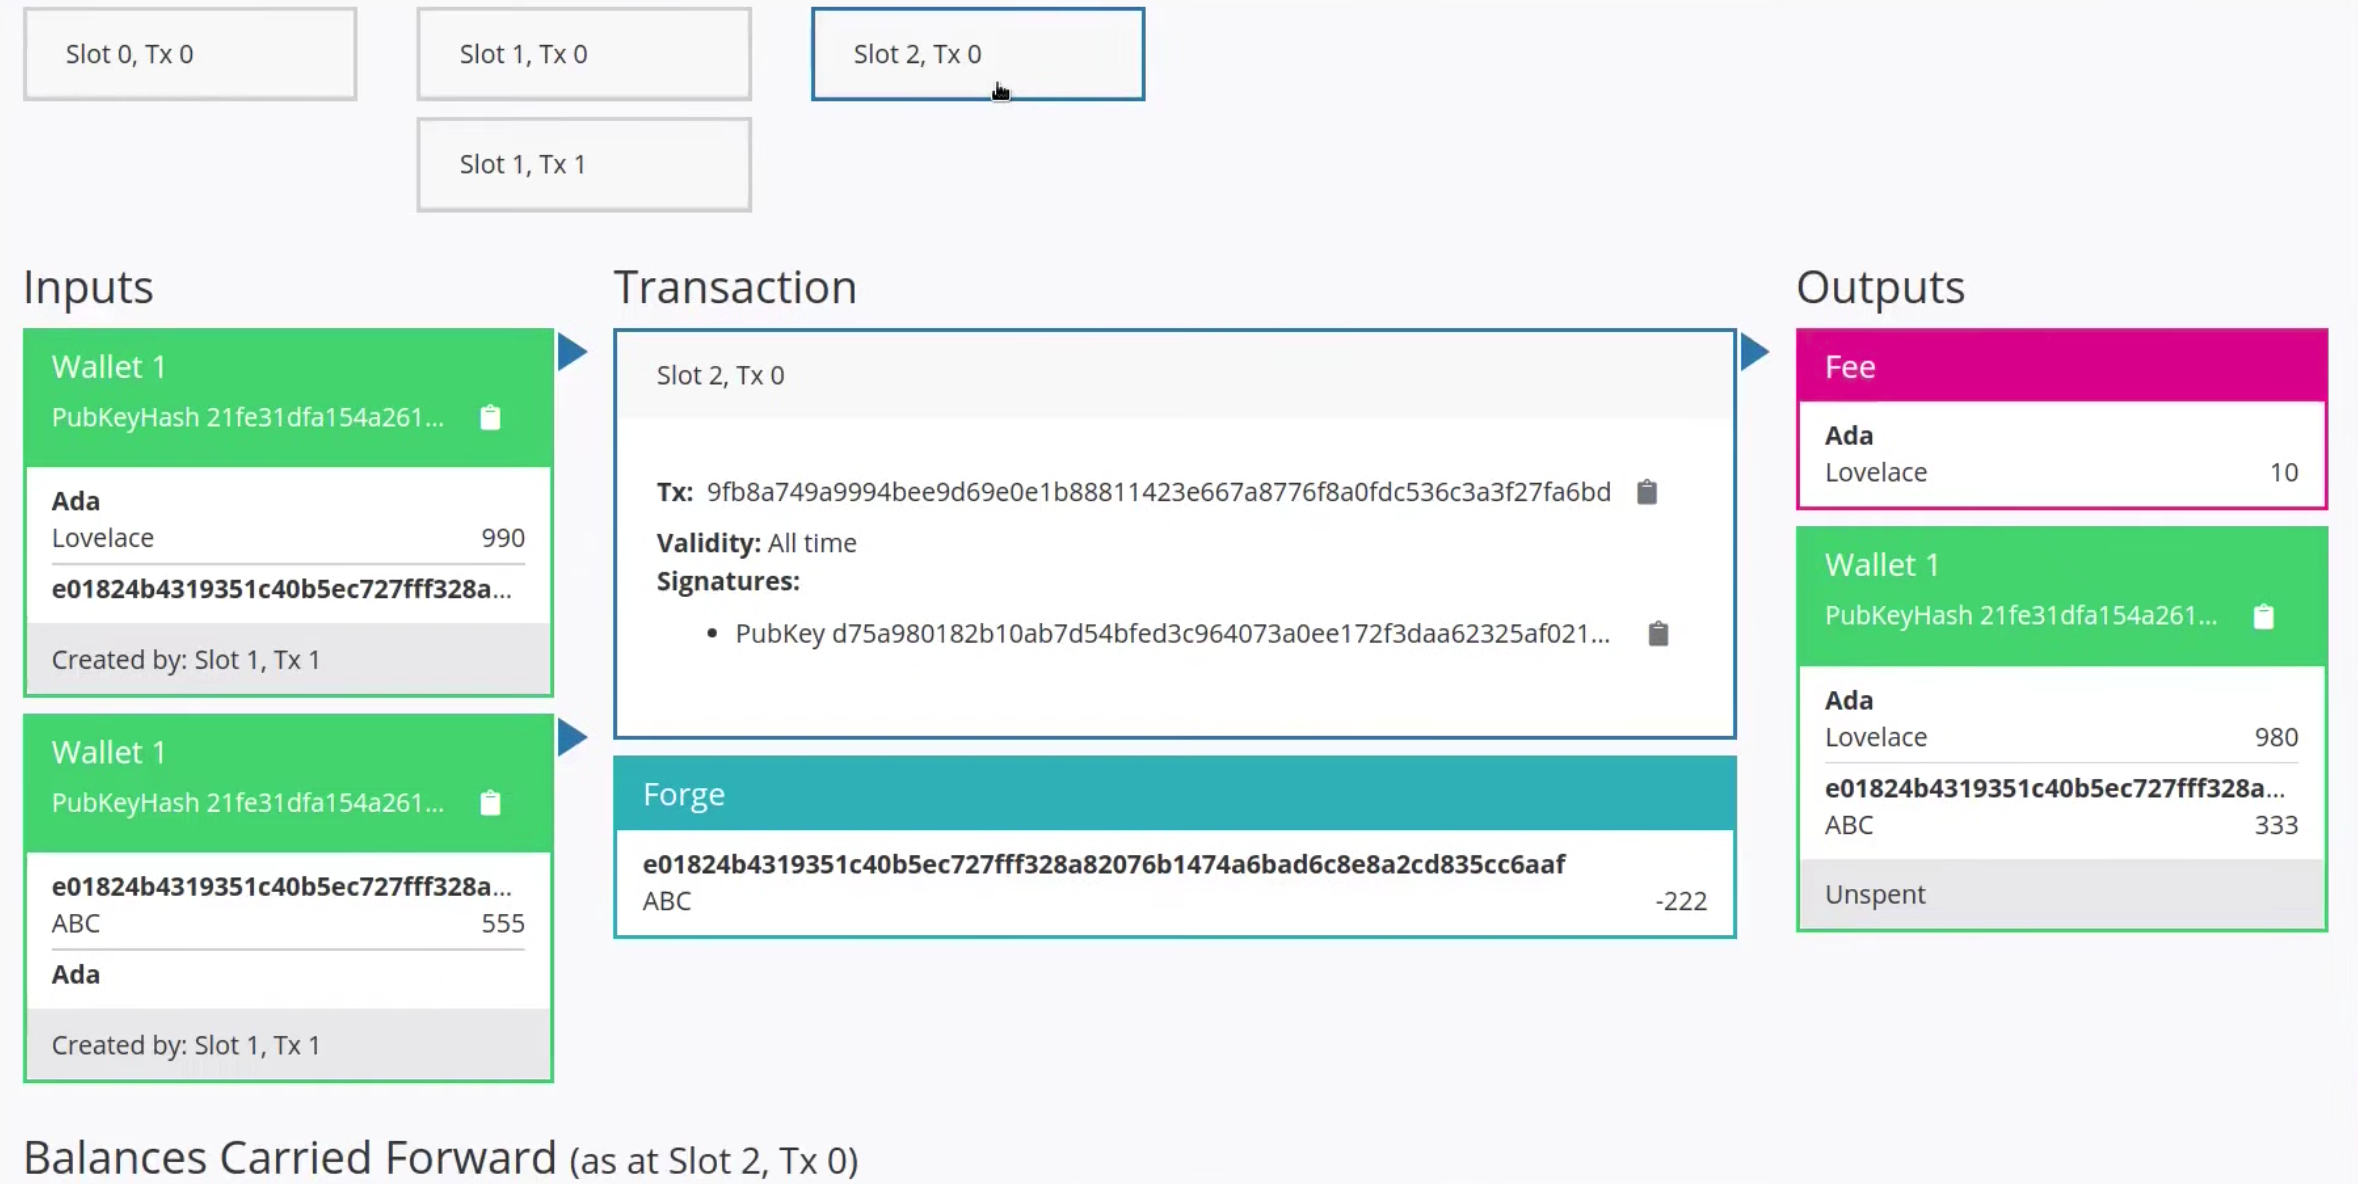 Slot 0, Tx 0
Slot 1, Tx 0
Slot 2, Tx 0
Slot 1, Tx 1
Inputs
Wallet 1
PubKeyHash 21fe31dfa154a261...
Ada
Lovelace 990
e01824b4319351c40b5ec727fff328a...
Created by: Slot 1, Tx 1
Wallet 1
PubKeyHash 21fe31dfa154a261...
e01824b4319351c40b5ec727fff328a...
ABC 555
Ada
Created by: Slot 1, Tx 1
Transaction
Slot 2, Tx 0
Tx: 9fb8a749a9994bee9d69e0e1b88811423e667a8776f8a0fdc536c3a3f27fa6bd
Validity: All time
Signatures:
• PubKey d75a980182b10ab7d54bfed3c964073a0ee172f3daa62325af021...
Forge
e01824b4319351c40b5ec727fff328a82076b1474a6bad6c8e8a2cd835cc6aaf
ABC -222
Outputs
Fee
Ada
Lovelace 10
Wallet 1
PubKeyHash 21fe31dfa154a261...
Ada
Lovelace 980
e01824b4319351c40b5ec727fff328a...
ABC 333
Unspent
Balances Carried Forward (as at Slot 2, Tx 0)